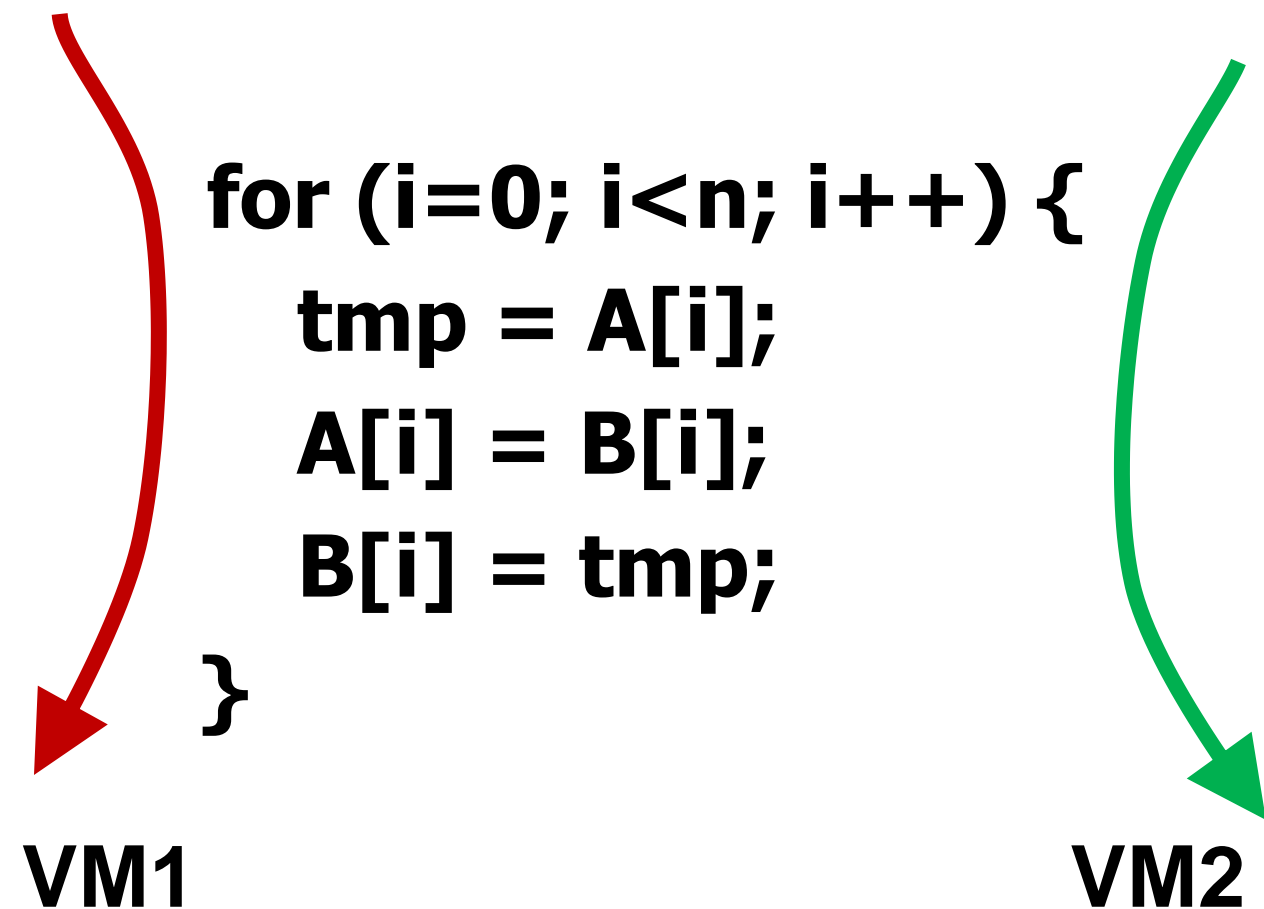 for (i=0; i<n; i++) {
tmp = A[i];
A[i] = B[i];
B[i] = tmp;
}
VM1 VM2